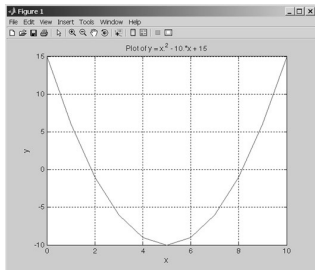 Figure 1
File Edit View Insert Tools Window Help
Plot of y = x.² - 10.*x + 15
15
10
5
0
-5
-10
y
0 2 4 6 8 10
x